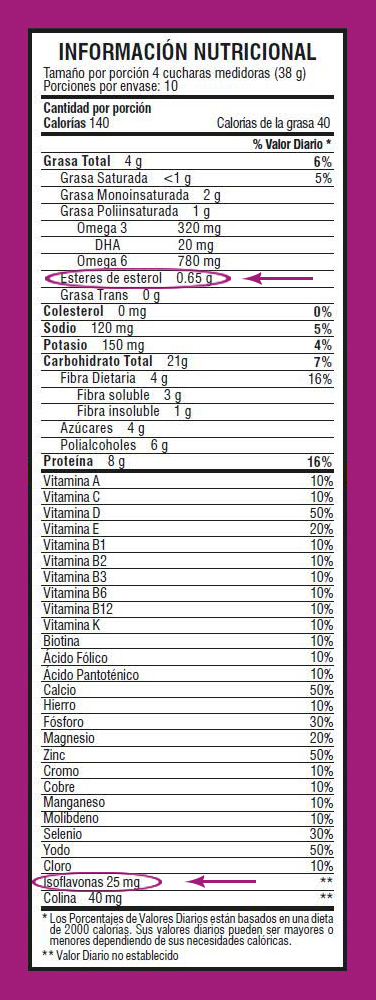 INFORMACIÓN NUTRICIONAL
Tamaño por porción 4 cucharas medidoras (38 g)
Porciones por envase: 10
Cantidad por porción
Calorías 140 Calorías de la grasa 40
% Valor Diario *
Grasa Total 4 g 6%
Grasa Saturada <1 g 5%
Grasa Monoinsaturada 2 g
Grasa Poliinsaturada 1 g
Omega 3 320 mg
DHA 20 mg
Omega 6 780 mg
Esteres de esterol 0.65 g
Grasa Trans 0 g
Colesterol 0 mg 0%
Sodio 120 mg 5%
Potasio 150 mg 4%
Carbohidrato Total 21g 7%
Fibra Dietaria 4 g 16%
Fibra soluble 3 g
Fibra insoluble 1 g
Azúcares 4 g
Polialcoholes 6 g
Proteína 8 g 16%
Vitamina A 10%
Vitamina C 10%
Vitamina D 50%
Vitamina E 20%
Vitamina B1 10%
Vitamina B2 10%
Vitamina B3 10%
Vitamina B6 10%
Vitamina B12 10%
Vitamina K 10%
Biotina 10%
Ácido Fólico 10%
Ácido Pantoténico 10%
Calcio 50%
Hierro 10%
Fósforo 30%
Magnesio 20%
Zinc 50%
Cromo 10%
Cobre 10%
Manganeso 10%
Molibdeno 10%
Selenio 30%
Yodo 50%
Cloro 10%
Isoflavonas 25 mg **
Colina 40 mg **
* Los Porcentajes de Valores Diarios están basados en una dieta
de 2000 calorías. Sus valores diarios pueden ser mayores o
menores dependiendo de sus necesidades calóricas.
** Valor Diario no establecido